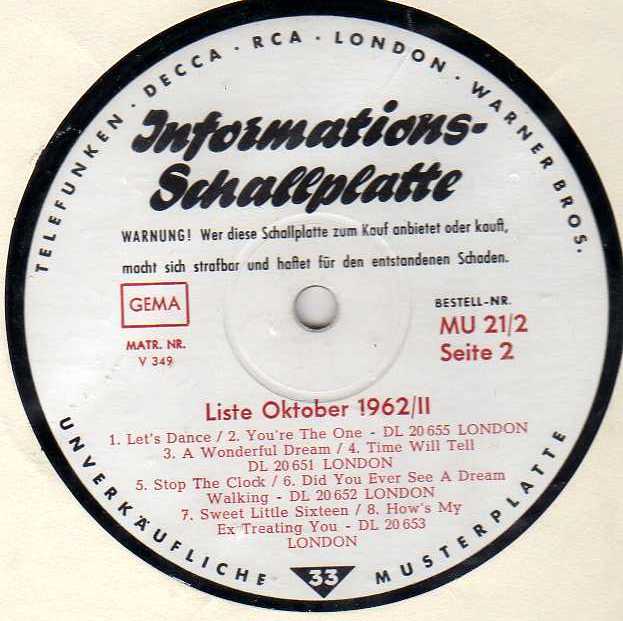 TELEFUNKEN · DECCA · RCA · LONDON · WARNER BROS.
Informations-
Schallplatte
WARNUNG! Wer diese Schallplatte zum Kauf anbietet oder kauft,
macht sich strafbar und haftet für den entstandenen Schaden.
GEMA
MATR. NR.
V 349
BESTELL-NR.
MU 21/2
Seite 2
Liste Oktober 1962/II
1. Let's Dance / 2. You're The One - DL 20 655 LONDON
3. A Wonderful Dream / 4. Time Will Tell
DL 20 651 LONDON
5. Stop The Clock / 6. Did You Ever See A Dream
Walking - DL 20 652 LONDON
7. Sweet Little Sixteen / 8. How's My
Ex Treating You - DL 20 653
LONDON
UNVERKÄUFLICHE 33 MUSTERPLATTE